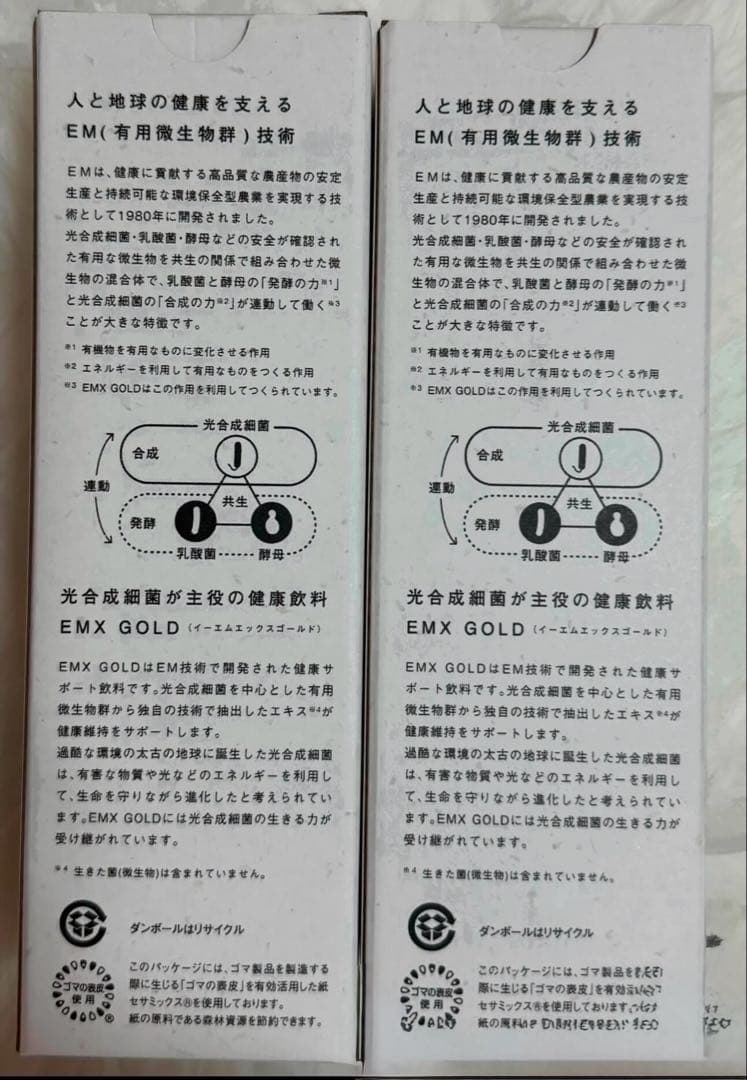 人と地球の健康を支える
EM(有用微生物群)技術
EMは、健康に貢献する高品質な農産物の安定
生産と持続可能な環境保全型農業を実現する技
術として1980年に開発されました。
光合成細菌・乳酸菌・酵母などの安全が確認され
た有用な微生物を共生の関係で組み合わせた微
生物の混合体で、乳酸菌と酵母の「発酵の力※1」
と光合成細菌の「合成の力※2」が連動して働く※3
ことが大きな特徴です。
※1 有機物を有用なものに変化させる作用
※2 エネルギーを利用して有用なものをつくる作用
※3 EMX GOLDはこの作用を利用してつくられています。
光合成細菌
合成
連動
共生
発酵
乳酸菌
酵母
光合成細菌が主役の健康飲料
EMX GOLD (イーエムエックスゴールド)
EMX GOLDはEM技術で開発された健康サ
ポート飲料です。光合成細菌を中心とした有用
微生物群から独自の技術で抽出したエキス※4が
健康維持をサポートします。
過酷な環境の太古の地球に誕生した光合成細菌
は、有害な物質や光などのエネルギーを利用し
て、生命を守りながら進化したと考えられてい
ます。EMX GOLDには光合成細菌の生きる力が
受け継がれています。
※4 生きた菌(微生物)は含まれていません。
ダンボールはリサイクル
ゴマの表皮
使用
®
このパッケージには、ゴマ製品を製造する
際に生じる「ゴマの表皮」を有効活用した紙
セサミックス®を使用しております。
紙の原料である森林資源を節約できます。
人と地球の健康を支える
EM(有用微生物群)技術
EMは、健康に貢献する高品質な農産物の安定
生産と持続可能な環境保全型農業を実現する技
術として1980年に開発されました。
光合成細菌・乳酸菌・酵母などの安全が確認され
た有用な微生物を共生の関係で組み合わせた微
生物の混合体で、乳酸菌と酵母の「発酵の力※1」
と光合成細菌の「合成の力※2」が連動して働く※3
ことが大きな特徴です。
※1 有機物を有用なものに変化させる作用
※2 エネルギーを利用して有用なものをつくる作用
※3 EMX GOLDはこの作用を利用してつくられています。
光合成細菌
合成
連動
共生
発酵
乳酸菌
酵母
光合成細菌が主役の健康飲料
EMX GOLD (イーエムエックスゴールド)
EMX GOLDはEM技術で開発された健康サ
ポート飲料です。光合成細菌を中心とした有用
微生物群から独自の技術で抽出したエキス※4が
健康維持をサポートします。
過酷な環境の太古の地球に誕生した光合成細菌
は、有害な物質や光などのエネルギーを利用し
て、生命を守りながら進化したと考えられてい
ます。EMX GOLDには光合成細菌の生きる力が
受け継がれています。
※4 生きた菌(微生物)は含まれていません。
ダンボールはリサイクル
ゴマの表皮
使用
このパッケージには、ゴマ製品を
際に生じる「ゴマの表皮」を有効
セサミックス®を使用しております。
紙の原料